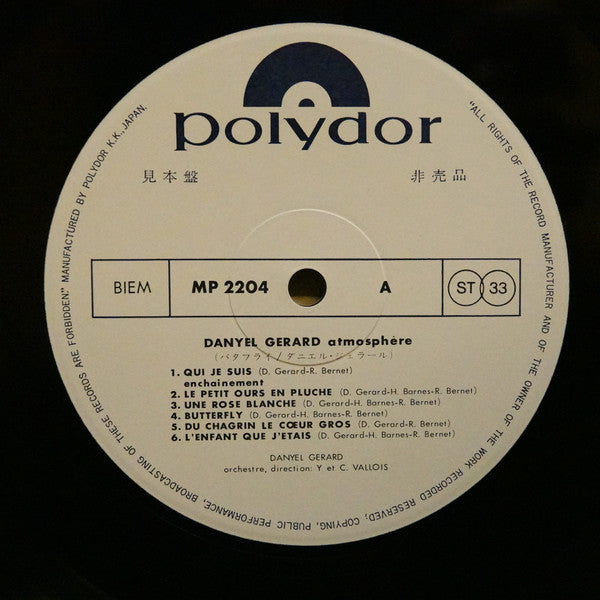 polydor
見本盤
非売品
BIEM
MP 2204
A
ST 33
DANYEL GERARD atmosphère
(バタフライ/ダニエル・ジェラール)
1. QUI JE SUIS (D. Gerard-R. Bernet)
enchainement
2. LE PETIT OURS EN PLUCHE (D. Gerard-H. Barnes-R. Bernet)
3. UNE ROSE BLANCHE (D. Gerard-H. Barnes-R. Bernet)
4. BUTTERFLY (D. Gerard-H. Barnes-R. Bernet)
5. DU CHAGRIN LE CŒUR GROS (D. Gerard-H. Barnes-R. Bernet)
6. L'ENFANT QUE J'ETAIS (D. Gerard-H. Barnes-R. Bernet)
DANYEL GERARD
orchestre, direction: Y et C. VALLOIS
"ALL RIGHTS OF THE RECORD MANUFACTURER AND OF THE OWNER OF THE WORK RECORDED RESERVED; COPYING, PUBLIC PERFORMANCE, BROADCASTING OF THESE RECORDS ARE FORBIDDEN." MANUFACTURED BY POLYDOR K.K., JAPAN.